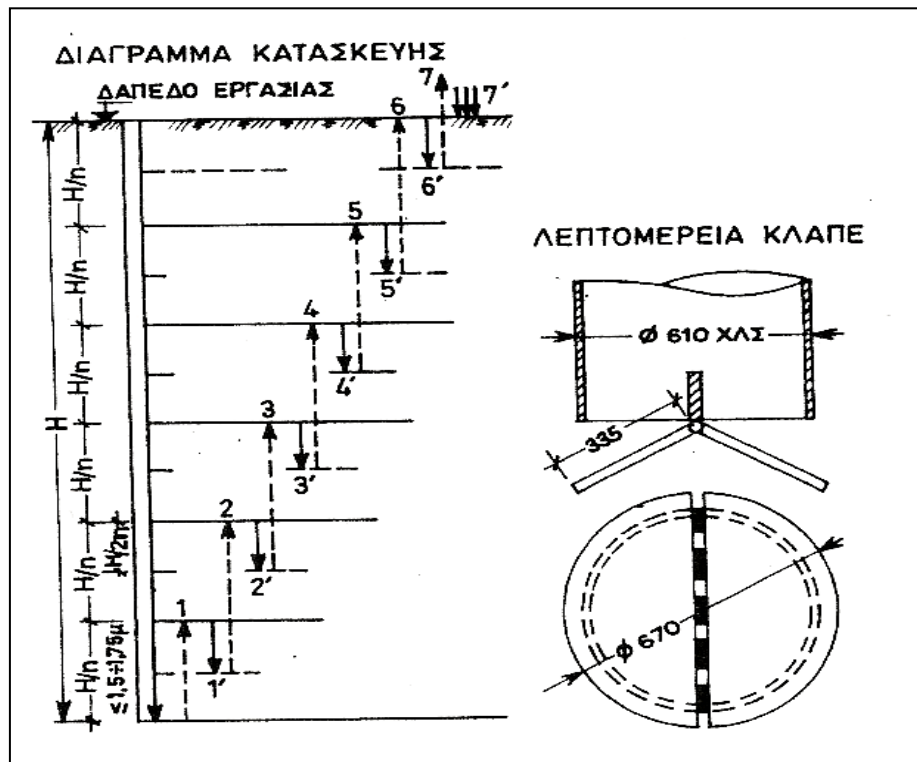 ΔΙΑΓΡΑΜΜΑ ΚΑΤΑΣΚΕΥΗΣ
ΔΑΠΕΔΟ ΕΡΓΑΣΙΑΣ
7
7'
6
6'
5
5'
4
4'
3
3'
2
2'
1
1'
H
H/n
H/n
H/n
H/n
H/n
H/n
H/2n
≤1,5÷1,75μ
ΛΕΠΤΟΜΕΡΕΙΑ ΚΛΑΠΕ
Φ 610 ΧΛΣ
335
Φ 670